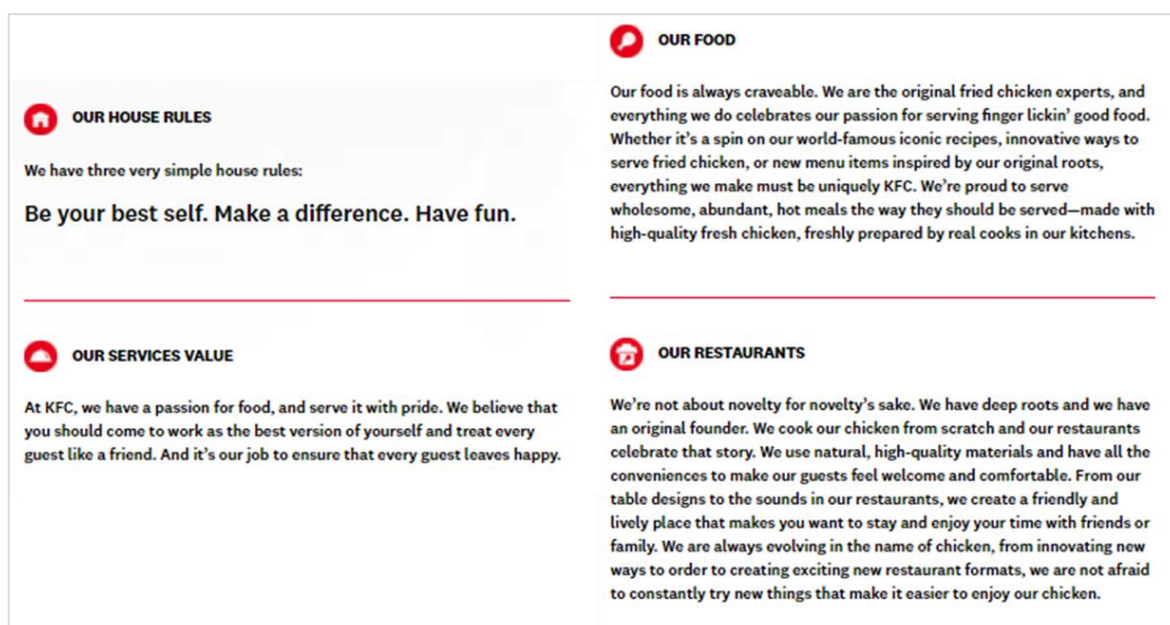 OUR HOUSE RULES
We have three very simple house rules:
Be your best self. Make a difference. Have fun.
OUR SERVICES VALUE
At KFC, we have a passion for food, and serve it with pride. We believe that
you should come to work as the best version of yourself and treat every
guest like a friend. And it's our job to ensure that every guest leaves happy.
OUR FOOD
Our food is always craveable. We are the original fried chicken experts, and
everything we do celebrates our passion for serving finger lickin' good food.
Whether it's a spin on our world-famous iconic recipes, innovative ways to
serve fried chicken, or new menu items inspired by our original roots,
everything we make must be uniquely KFC. We're proud to serve
wholesome, abundant, hot meals the way they should be served—made with
high-quality fresh chicken, freshly prepared by real cooks in our kitchens.
OUR RESTAURANTS
We're not about novelty for novelty's sake. We have deep roots and we have
an original founder. We cook our chicken from scratch and our restaurants
celebrate that story. We use natural, high-quality materials and have all the
conveniences to make our guests feel welcome and comfortable. From our
table designs to the sounds in our restaurants, we create a friendly and
lively place that makes you want to stay and enjoy your time with friends or
family. We are always evolving in the name of chicken, from innovating new
ways to order to creating exciting new restaurant formats, we are not afraid
to constantly try new things that make it easier to enjoy our chicken.